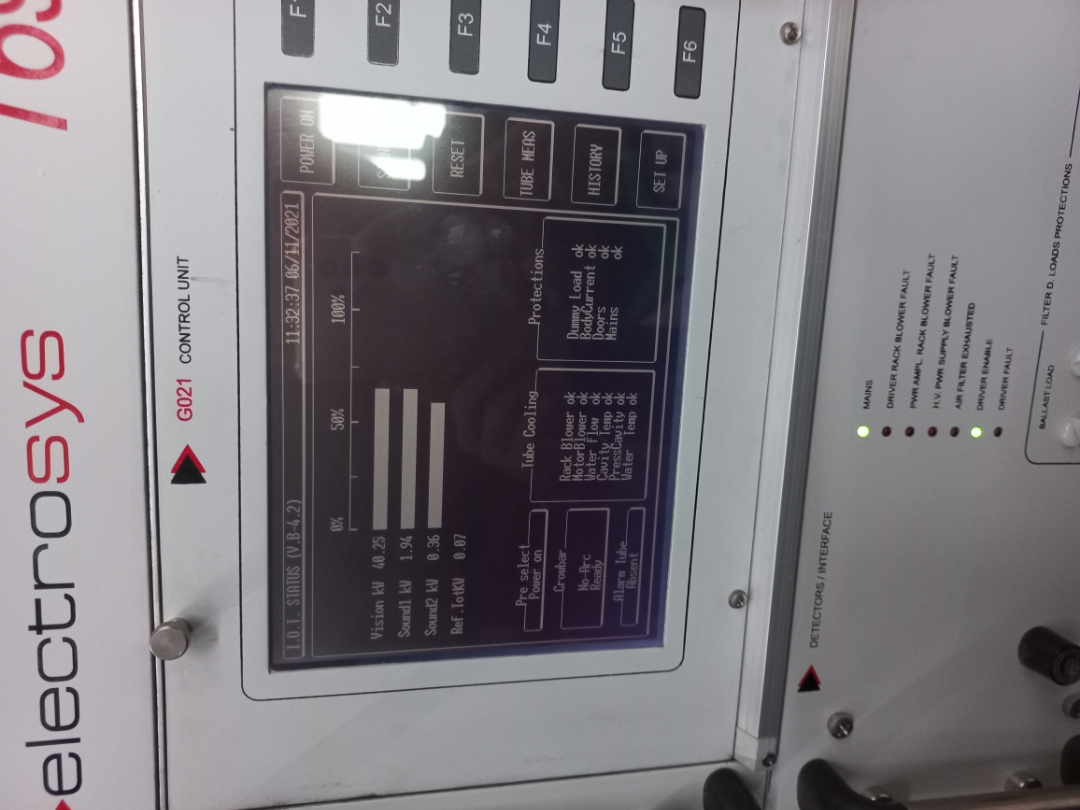 electrosys
G021 CONTROL UNIT
I.O.T. STATUS (V.B-4.2) 11:32:37 06/11/2021
0% 50% 100%
Vision kW 40.25
Sound1 kW 1.94
Sound2 kW 0.36
Ref.TotKW 0.07
Pre select
Power on
Crowbar
No-Arc
Ready
Alarm Tube
Absent
Tube Cooling
Rack Blower ok
MotorBlower ok
Water Flow ok
Cavity Temp ok
PressCavity ok
Water Temp ok
Protections
Dummy Load ok
BodyCurrent ok
Doors ok
Mains ok
POWER ON
RESET
TUBE MEAS
HISTORY
SET UP
F2
F3
F4
F5
F6
DETECTORS / INTERFACE
MAINS
DRIVER RACK BLOWER FAULT
PWR AMPL. RACK BLOWER FAULT
H.V. PWR SUPPLY BLOWER FAULT
AIR FILTER EXHAUSTED
DRIVER ENABLE
DRIVER FAULT
BALLAST LOAD
FILTER D. LOADS PROTECTIONS